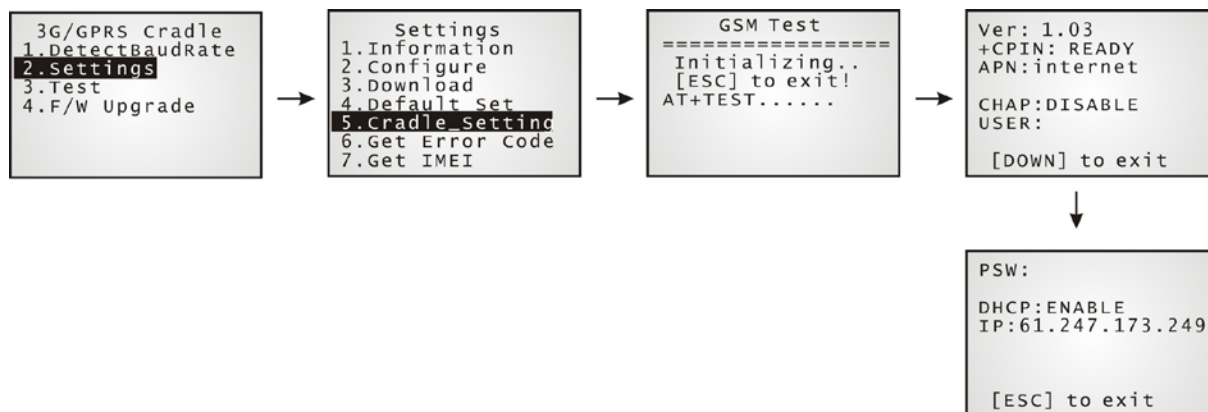 3G/GPRS Cradle
1.DetectBaudRate
2.Settings
3.Test
4.F/W Upgrade
Settings
1.Information
2.Configure
3.Download
4.Default Set
5.Cradle_Setting
6.Get Error Code
7.Get IMEI
GSM Test
=================
Initializing..
[ESC] to exit!
AT+TEST......
Ver: 1.03
+CPIN: READY
APN:internet
CHAP:DISABLE
USER:
[DOWN] to exit
PSW:
DHCP:ENABLE
IP:61.247.173.249
[ESC] to exit